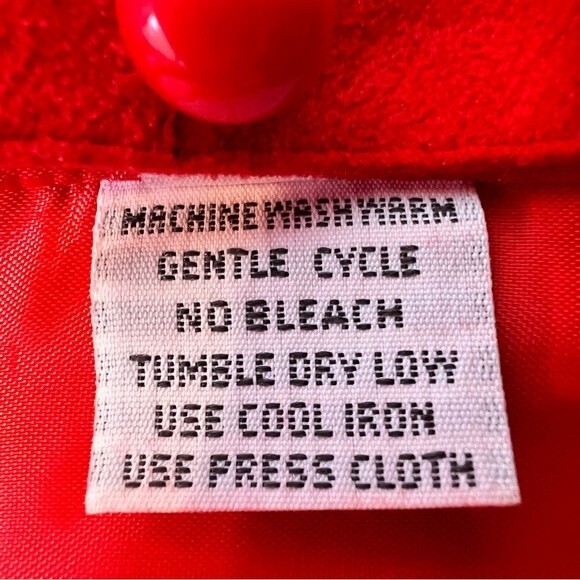 MACHINE WASH WARM
GENTLE CYCLE
NO BLEACH
TUMBLE DRY LOW
USE COOL IRON
USE PRESS CLOTH